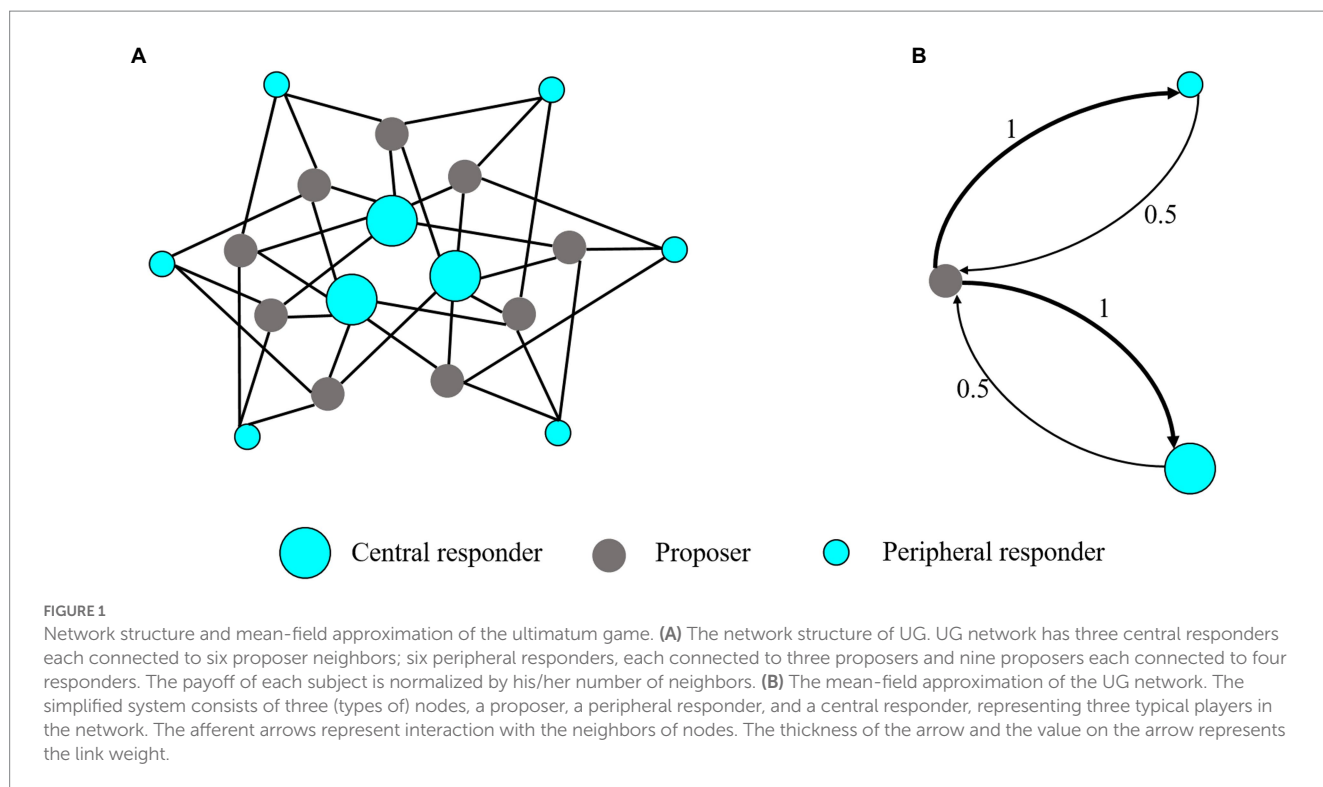 A
B
1
0.5
1
0.5
Central responder
Proposer
Peripheral responder
FIGURE 1
Network structure and mean-field approximation of the ultimatum game. (A) The network structure of UG. UG network has three central responders
each connected to six proposer neighbors; six peripheral responders, each connected to three proposers and nine proposers each connected to four
responders. The payoff of each subject is normalized by his/her number of neighbors. (B) The mean-field approximation of the UG network. The
simplified system consists of three (types of) nodes, a proposer, a peripheral responder, and a central responder, representing three typical players in
the network. The afferent arrows represent interaction with the neighbors of nodes. The thickness of the arrow and the value on the arrow represents
the link weight.